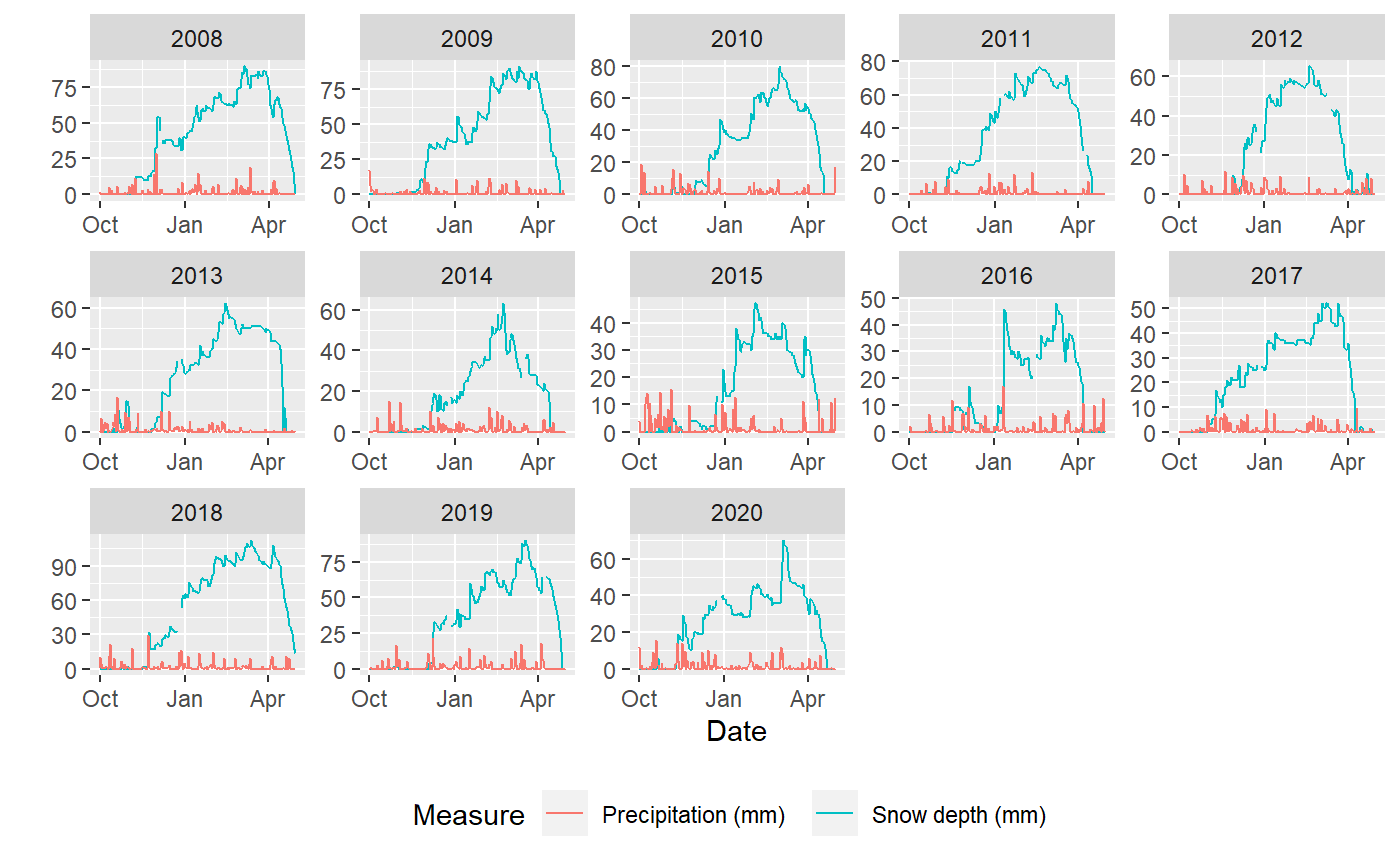 2008 2009 2010 2011 2012
75 50 25 0
75 50 25 0
80 60 40 20 0
80 60 40 20 0
60 40 20 0
Oct Jan Apr Oct Jan Apr Oct Jan Apr Oct Jan Apr Oct Jan Apr
2013 2014 2015 2016 2017
60 40 20 0
60 40 20 0
40 30 20 10 0
50 40 30 20 10 0
50 40 30 20 10 0
Oct Jan Apr Oct Jan Apr Oct Jan Apr Oct Jan Apr Oct Jan Apr
2018 2019 2020
90 60 30 0
75 50 25 0
60 40 20 0
Oct Jan Apr Oct Jan Apr Oct Jan Apr
Date
Measure Precipitation (mm) Snow depth (mm)